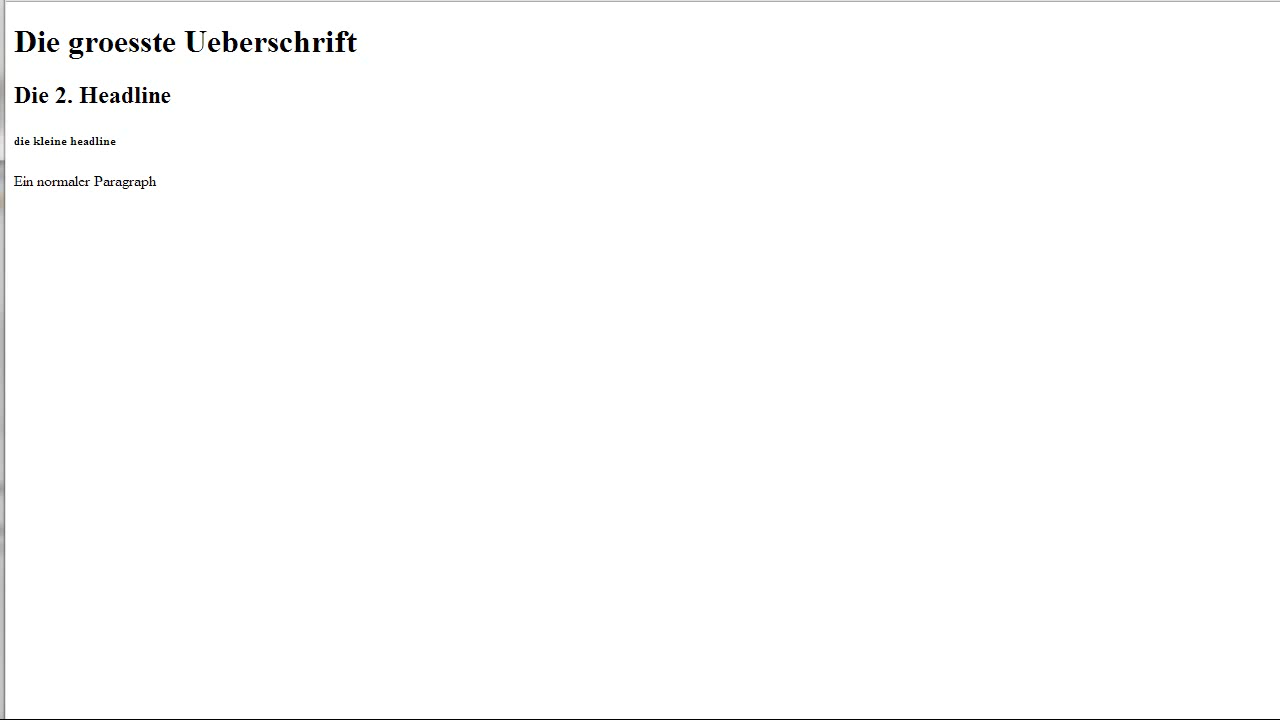 Die groesste Ueberschrift
Die 2. Headline
die kleine headline
Ein normaler Paragraph